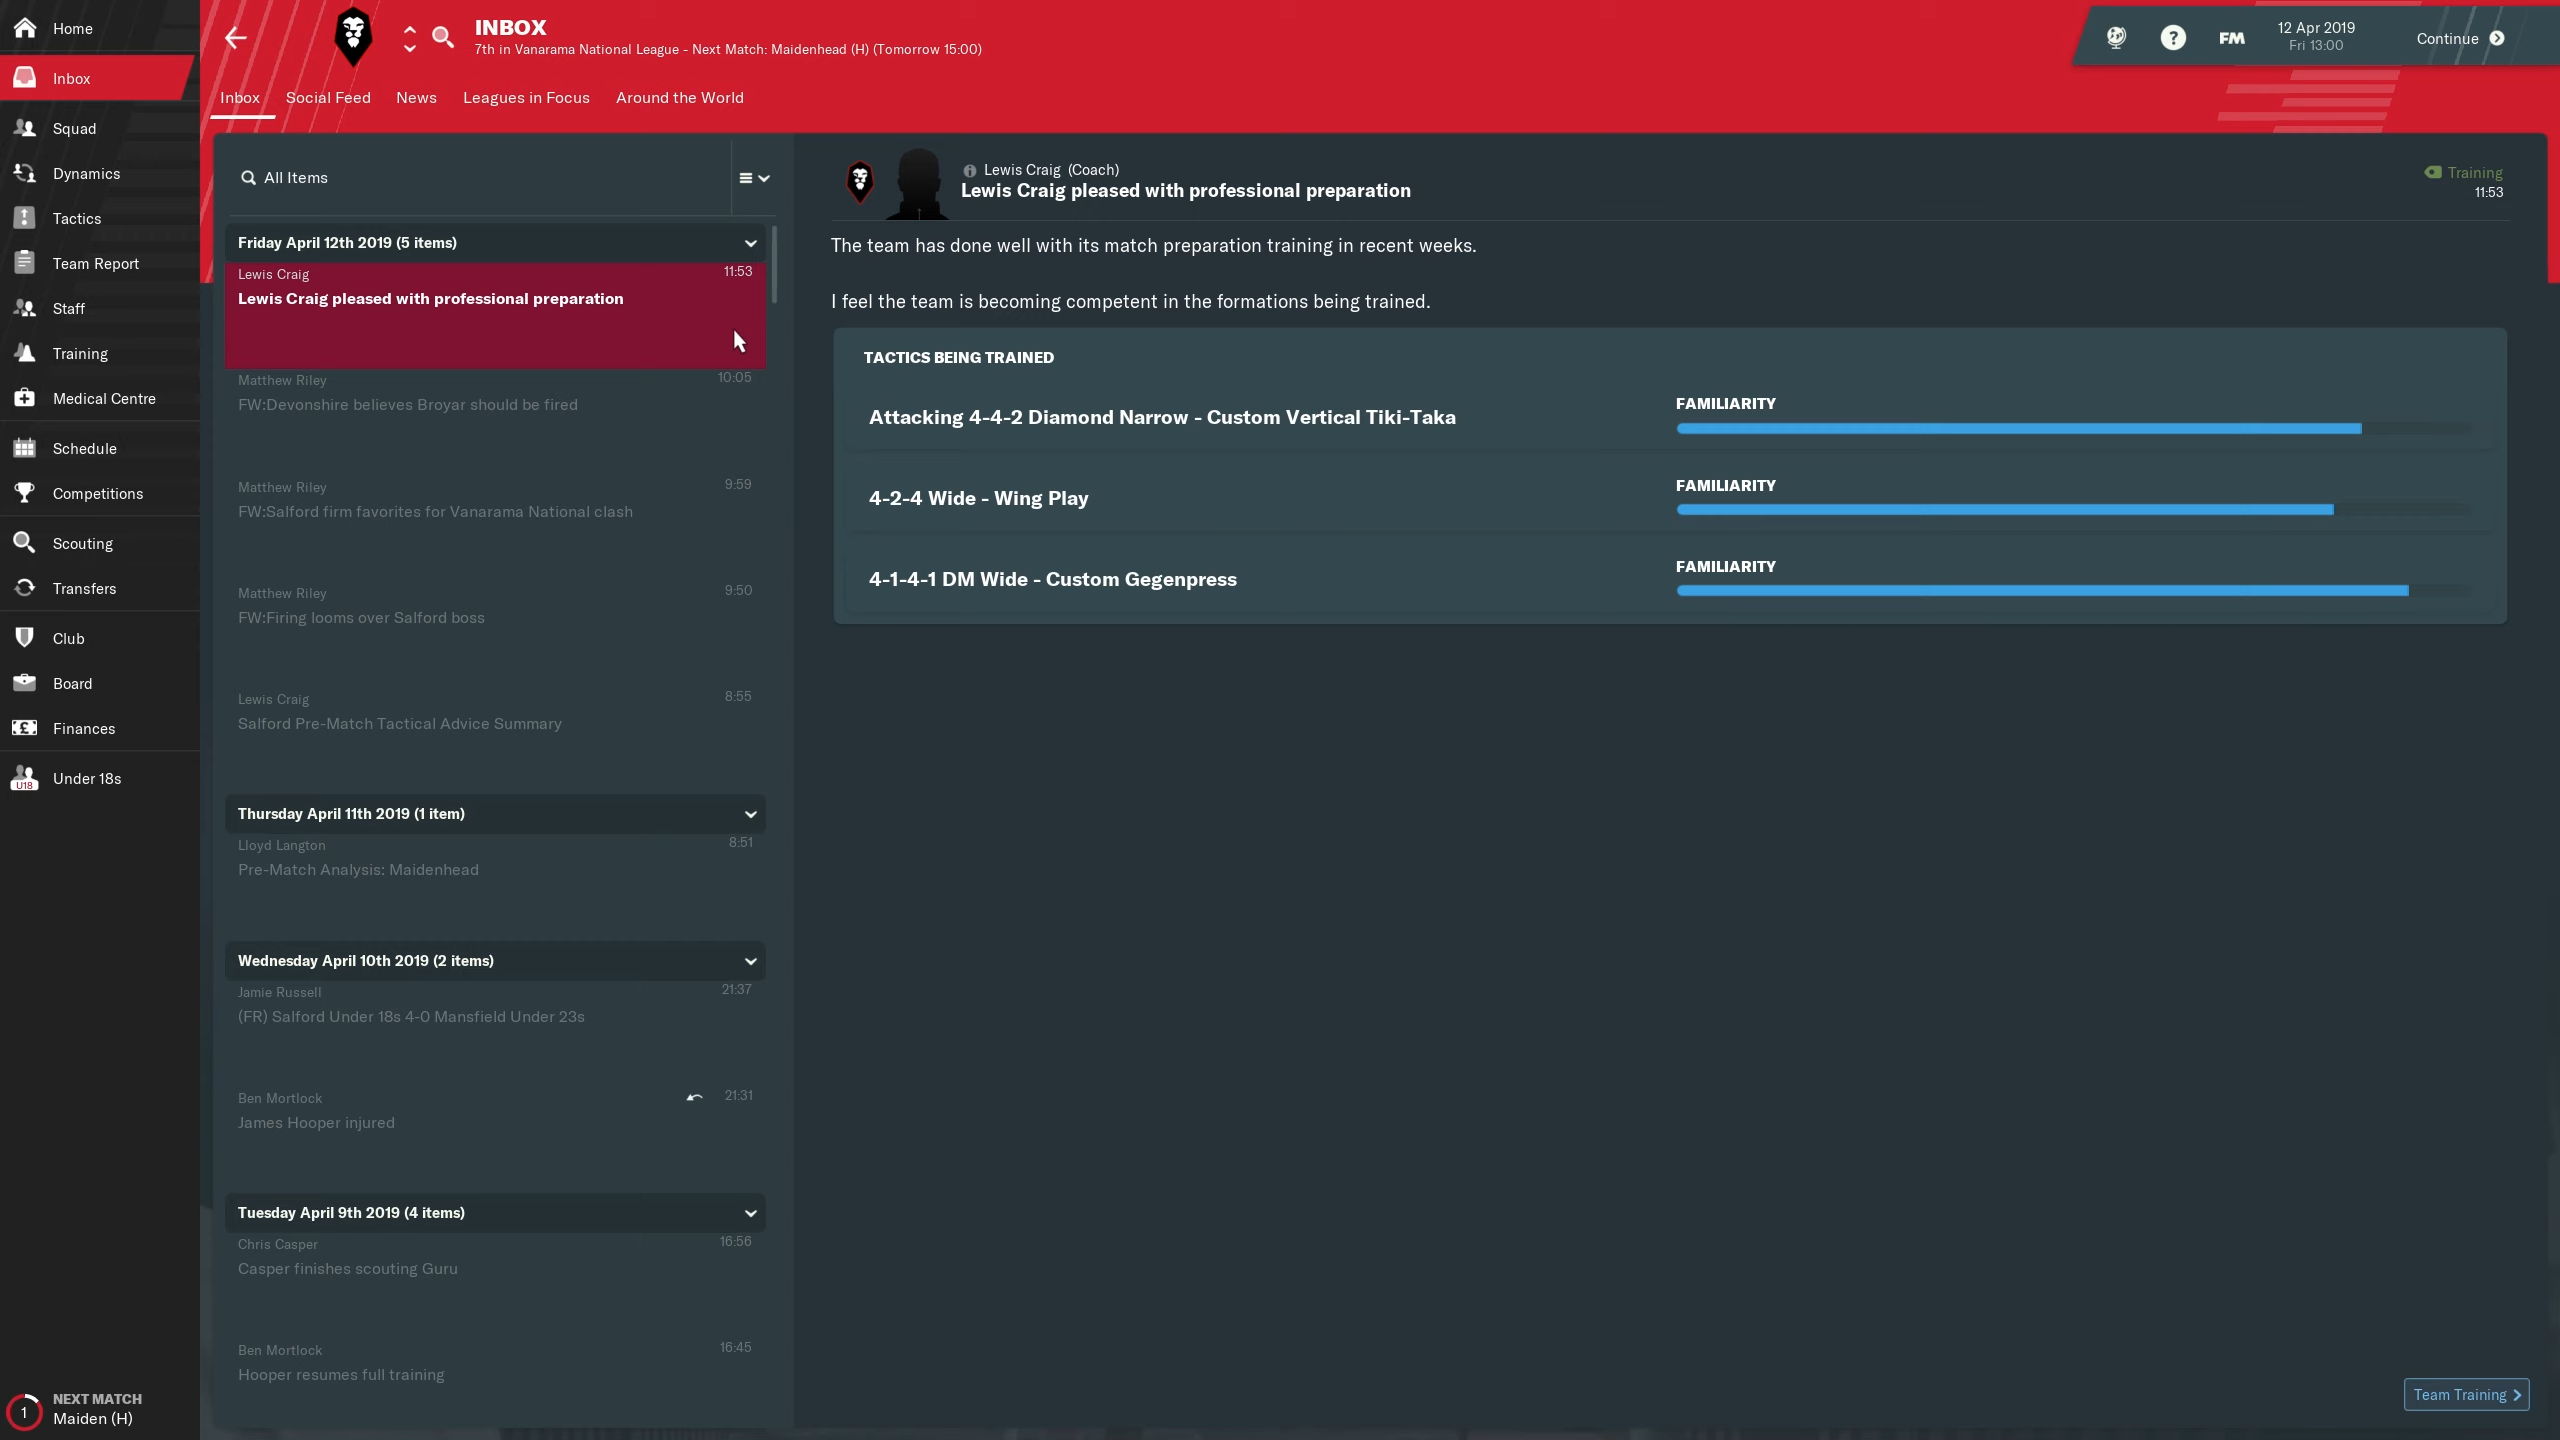 Home
Inbox
Squad
Dynamics
Tactics
Team Report
Staff
Training
Medical Centre
Schedule
Competitions
Scouting
Transfers
Club
Board
Finances
U18
Under 18s
1
NEXT MATCH
Maiden (H)
INBOX
7th in Vanarama National League - Next Match: Maidenhead (H) (Tomorrow 15:00)
?
FM
12 Apr 2019
Fri 13:00
Continue
Inbox
Social Feed
News
Leagues in Focus
Around the World
All Items
Friday April 12th 2019 (5 items)
Lewis Craig 11:53
Lewis Craig pleased with professional preparation
Matthew Riley 10:05
FW:Devonshire believes Broyar should be fired
Matthew Riley 9:59
FW:Salford firm favorites for Vanarama National clash
Matthew Riley 9:50
FW:Firing looms over Salford boss
Lewis Craig 8:55
Salford Pre-Match Tactical Advice Summary
Thursday April 11th 2019 (1 item)
Lloyd Langton 8:51
Pre-Match Analysis: Maidenhead
Wednesday April 10th 2019 (2 items)
Jamie Russell 21:37
(FR) Salford Under 18s 4-0 Mansfield Under 23s
Ben Mortlock 21:31
James Hooper injured
Tuesday April 9th 2019 (4 items)
Chris Casper 16:56
Casper finishes scouting Guru
Ben Mortlock 16:45
Hooper resumes full training
Lewis Craig (Coach)
Lewis Craig pleased with professional preparation
Training
11:53
The team has done well with its match preparation training in recent weeks.
I feel the team is becoming competent in the formations being trained.
TACTICS BEING TRAINED
Attacking 4-4-2 Diamond Narrow - Custom Vertical Tiki-Taka
FAMILIARITY
4-2-4 Wide - Wing Play
FAMILIARITY
4-1-4-1 DM Wide - Custom Gegenpress
FAMILIARITY
Team Training